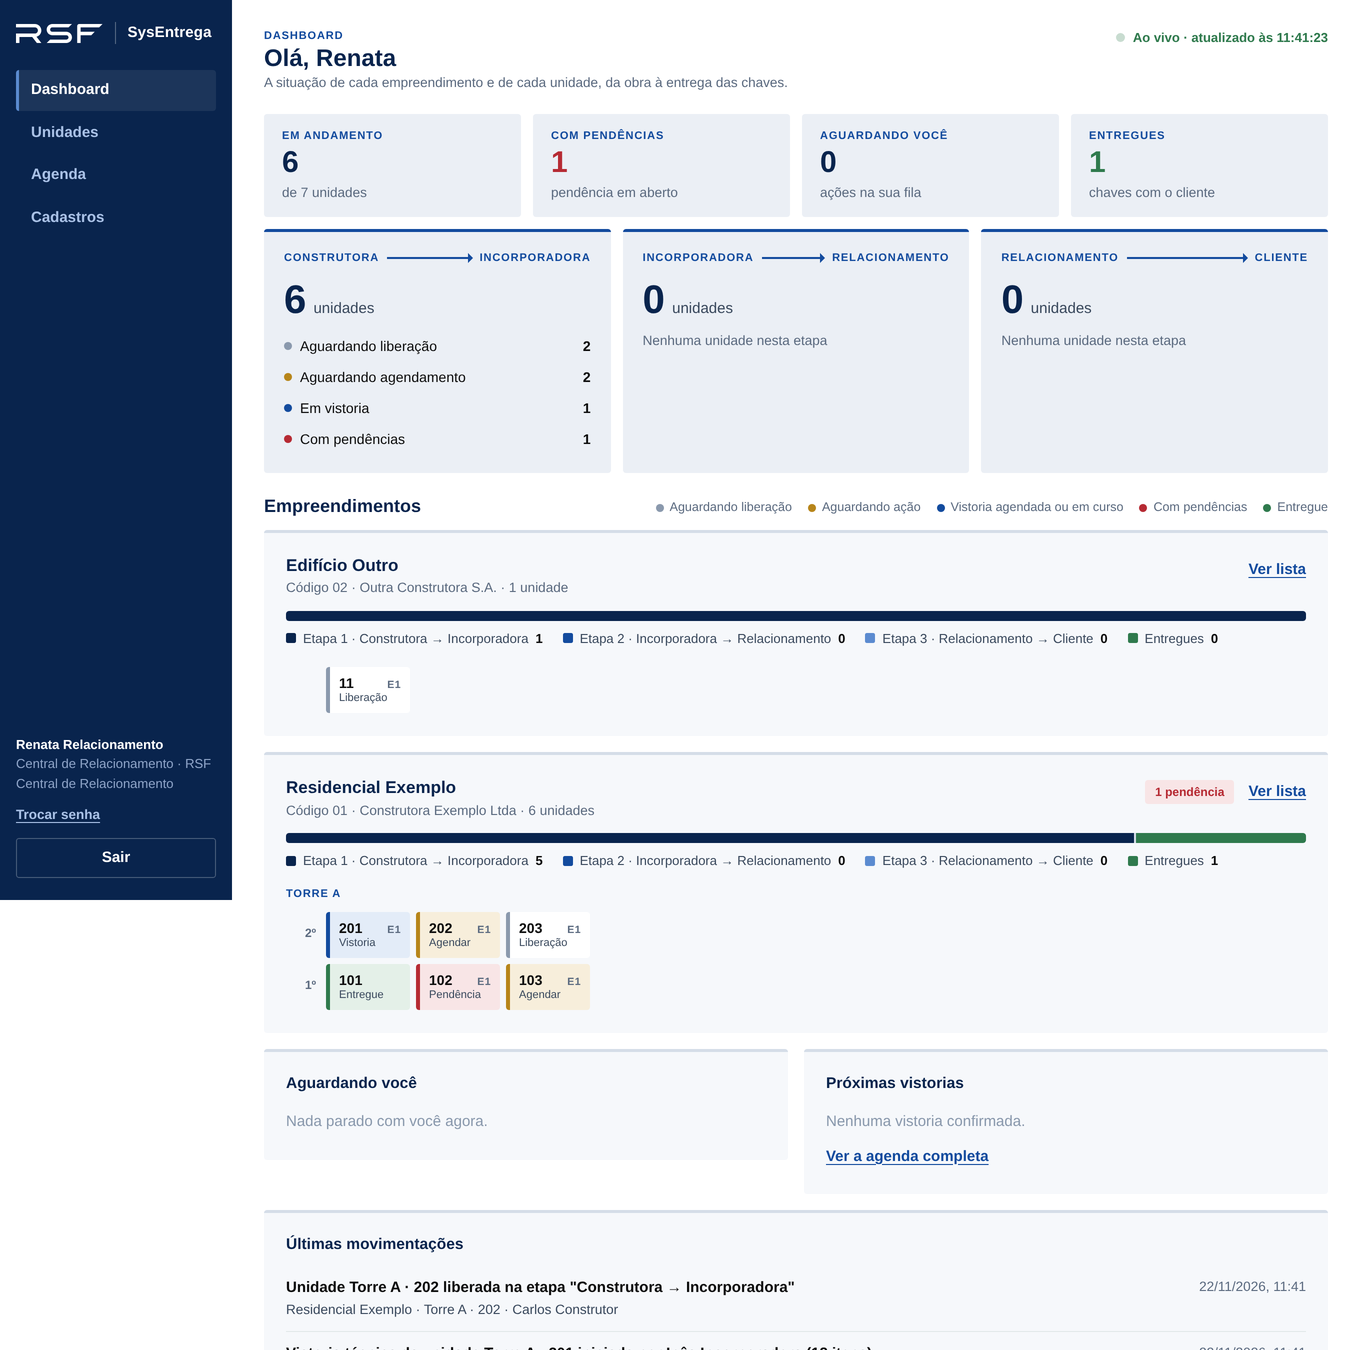 RSF | SysEntrega
Dashboard
Unidades
Agenda
Cadastros
Renata Relacionamento
Central de Relacionamento · RSF
Central de Relacionamento
Trocar senha
Sair
DASHBOARD
Olá, Renata
A situação de cada empreendimento e de cada unidade, da obra à entrega das chaves.
Ao vivo · atualizado às 11:41:23
EM ANDAMENTO
6
de 7 unidades
COM PENDÊNCIAS
1
pendência em aberto
AGUARDANDO VOCÊ
0
ações na sua fila
ENTREGUES
1
chaves com o cliente
CONSTRUTORA → INCORPORADORA
6 unidades
Aguardando liberação 2
Aguardando agendamento 2
Em vistoria 1
Com pendências 1
INCORPORADORA → RELACIONAMENTO
0 unidades
Nenhuma unidade nesta etapa
RELACIONAMENTO → CLIENTE
0 unidades
Nenhuma unidade nesta etapa
Empreendimentos
Aguardando liberação Aguardando ação Vistoria agendada ou em curso Com pendências Entregue
Edifício Outro
Ver lista
Código 02 · Outra Construtora S.A. · 1 unidade
Etapa 1 · Construtora → Incorporadora 1 Etapa 2 · Incorporadora → Relacionamento 0 Etapa 3 · Relacionamento → Cliente 0 Entregues 0
11 E1
Liberação
Residencial Exemplo
1 pendência Ver lista
Código 01 · Construtora Exemplo Ltda · 6 unidades
Etapa 1 · Construtora → Incorporadora 5 Etapa 2 · Incorporadora → Relacionamento 0 Etapa 3 · Relacionamento → Cliente 0 Entregues 1
TORRE A
2º
201 E1
Vistoria
202 E1
Agendar
203 E1
Liberação
1º
101
Entregue
102 E1
Pendência
103 E1
Agendar
Aguardando você
Nada parado com você agora.
Próximas vistorias
Nenhuma vistoria confirmada.
Ver a agenda completa
Últimas movimentações
Unidade Torre A · 202 liberada na etapa "Construtora → Incorporadora" 22/11/2026, 11:41
Residencial Exemplo · Torre A · 202 · Carlos Construtor